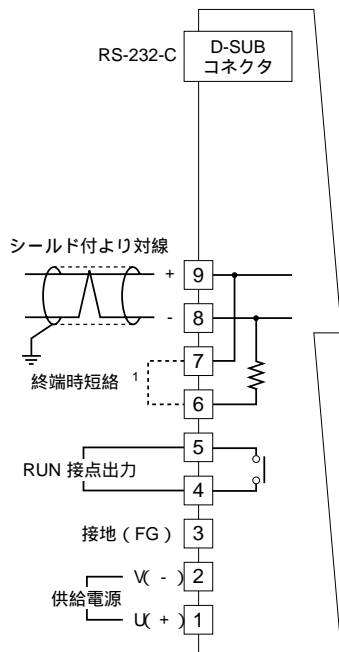 RS-232-C
D-SUB
コネクタ
シールド付より対線
+ 9
- 8
7
終端時短絡 1
6
5
RUN 接点出力
4
接地（FG） 3
V( - ) 2
供給電源
U( + ) 1